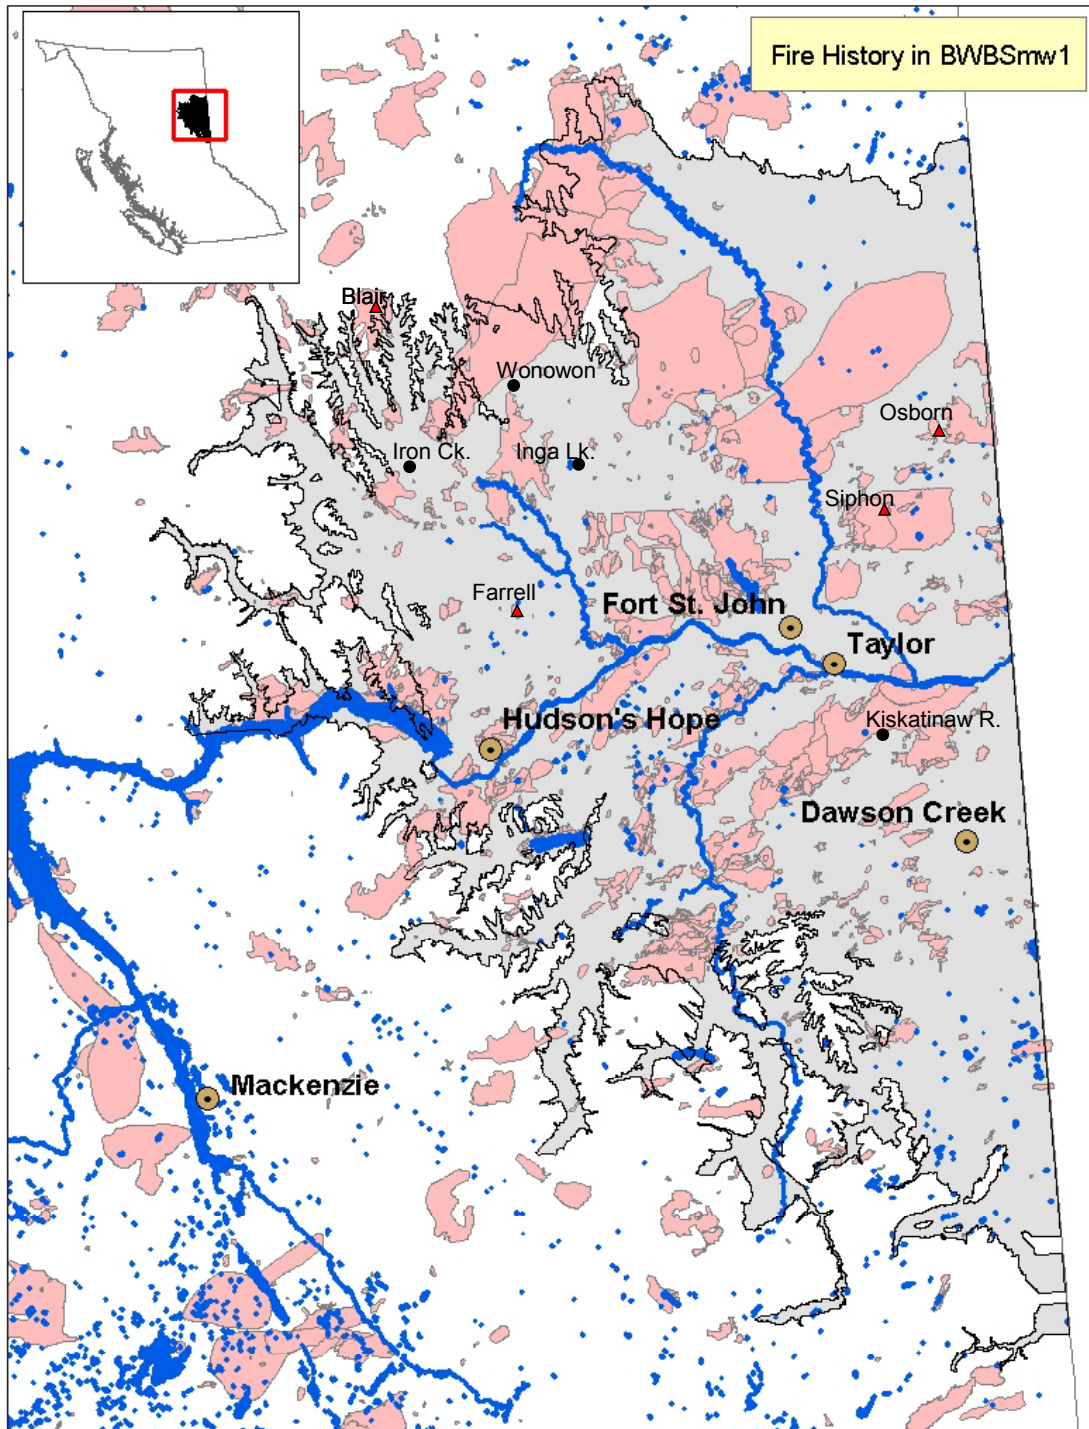 Fire History in BWBSmw1
Blair
Wonowon
Osborn
Iron Ck.
Inga Lk.
Siphon
Farrell
Fort St. John
Taylor
Hudson's Hope
Kiskatinaw R.
Dawson Creek
Mackenzie